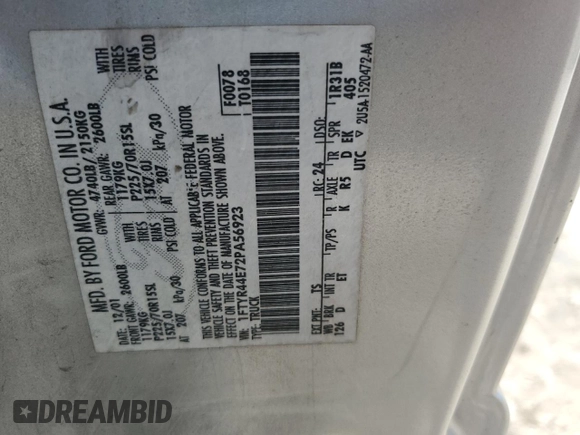 MFD. BY FORD MOTOR CO. IN U.S.A.
DATE: 12/01 GVWR: 4740LB/ 2150KG
FRONT GAWR: 2600LB REAR GAWR: 2600LB
1179KG WITH 1179KG WITH
P225/70R15SL TIRES P225/70R15SL TIRES
15X7.0J RIMS 15X7.0J RIMS
AT 207 kPa/30 PSI COLD AT 207 kPa/30 PSI COLD
THIS VEHICLE CONFORMS TO ALL APPLICABLE FEDERAL MOTOR
VEHICLE SAFETY AND THEFT PREVENTION STANDARDS IN
EFFECT ON THE DATE OF MANUFACTURE SHOWN ABOVE.
VIN: 1FTYR44E72PA56923
TYPE: TRUCK
F0078
T0168
EXT PNT: TS RC: 24 DSO: 1R31B
WB BRK INT TR TP/PS R AXLE TR SPR 405
126 D ET K R5 D EK
UTC ▽ 2U5A-1520472-AA
DREAMBID
DREAMBID.COM